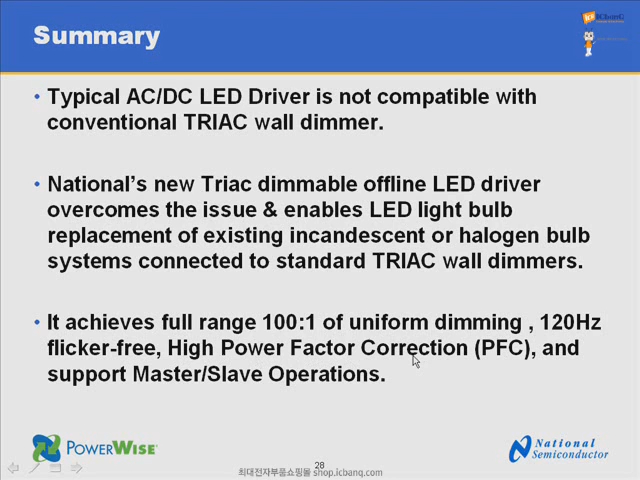 ICbanQ
Summary
• Typical AC/DC LED Driver is not compatible with
conventional TRIAC wall dimmer.
• National's new Triac dimmable offline LED driver
overcomes the issue & enables LED light bulb
replacement of existing incandescent or halogen bulb
systems connected to standard TRIAC wall dimmers.
• It achieves full range 100:1 of uniform dimming , 120Hz
flicker-free, High Power Factor Correction (PFC), and
support Master/Slave Operations.
POWERWISE®
National
Semiconductor
28
최대전자부품쇼핑몰 shop.icbanq.com